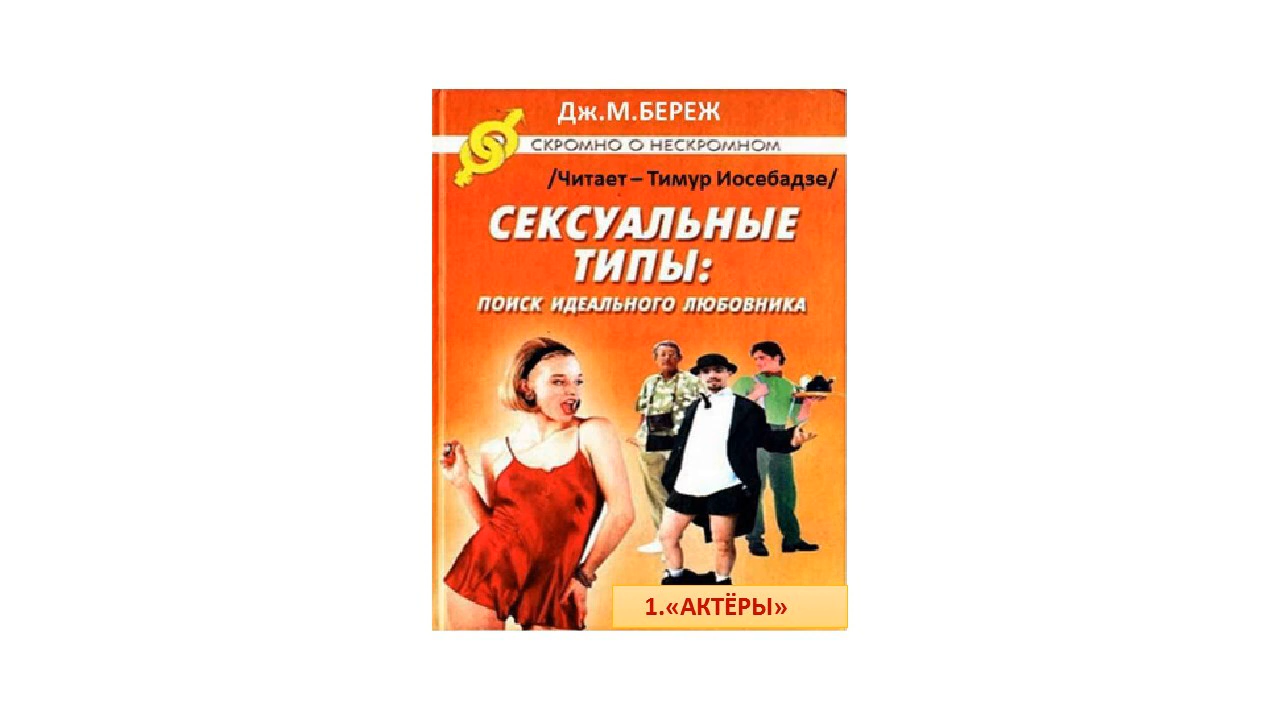 Дж.М.БЕРЕЖ
СКРОМНО О НЕСКРОМНОМ
/Читает – Тимур Иосебадзе/
СЕКСУАЛЬНЫЕ
ТИПЫ:
ПОИСК ИДЕАЛЬНОГО ЛЮБОВНИКА
1.«АКТЁРЫ»